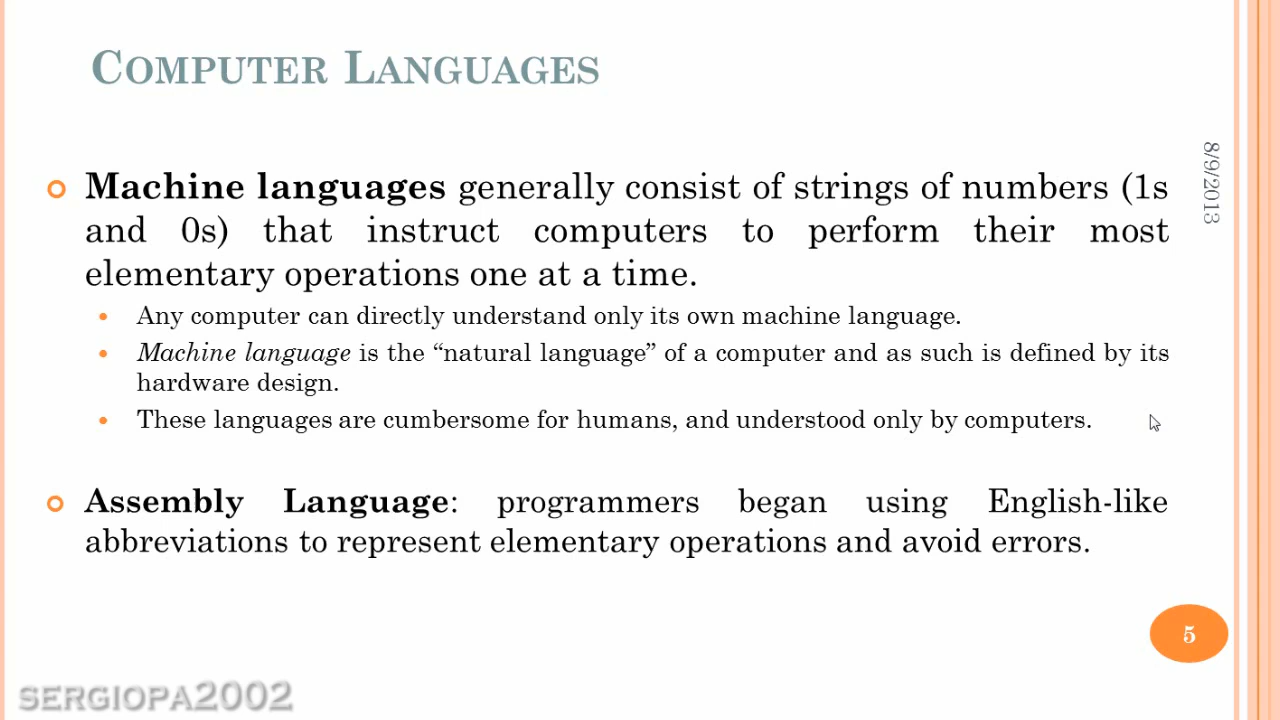 COMPUTER LANGUAGES
Machine languages generally consist of strings of numbers (1s
and 0s) that instruct computers to perform their most
elementary operations one at a time.
Any computer can directly understand only its own machine language.
Machine language is the “natural language” of a computer and as such is defined by its
hardware design.
These languages are cumbersome for humans, and understood only by computers.
Assembly Language: programmers began using English-like
abbreviations to represent elementary operations and avoid errors.
8/9/2013
5
SERGIOPA2002